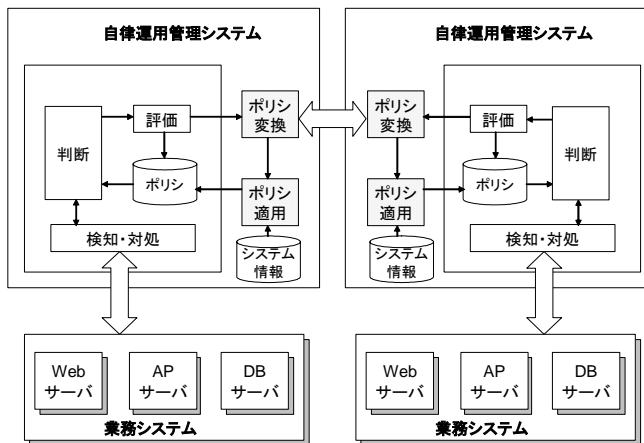 自律運用管理システム
評価
判断
ポリシ
検知・対処
ポリシ
変換
ポリシ
適用
システム
情報
Web
サーバ
AP
サーバ
DB
サーバ
業務システム
自律運用管理システム
ポリシ
変換
ポリシ
適用
システム
情報
評価
ポリシ
判断
検知・対処
Web
サーバ
AP
サーバ
DB
サーバ
業務システム